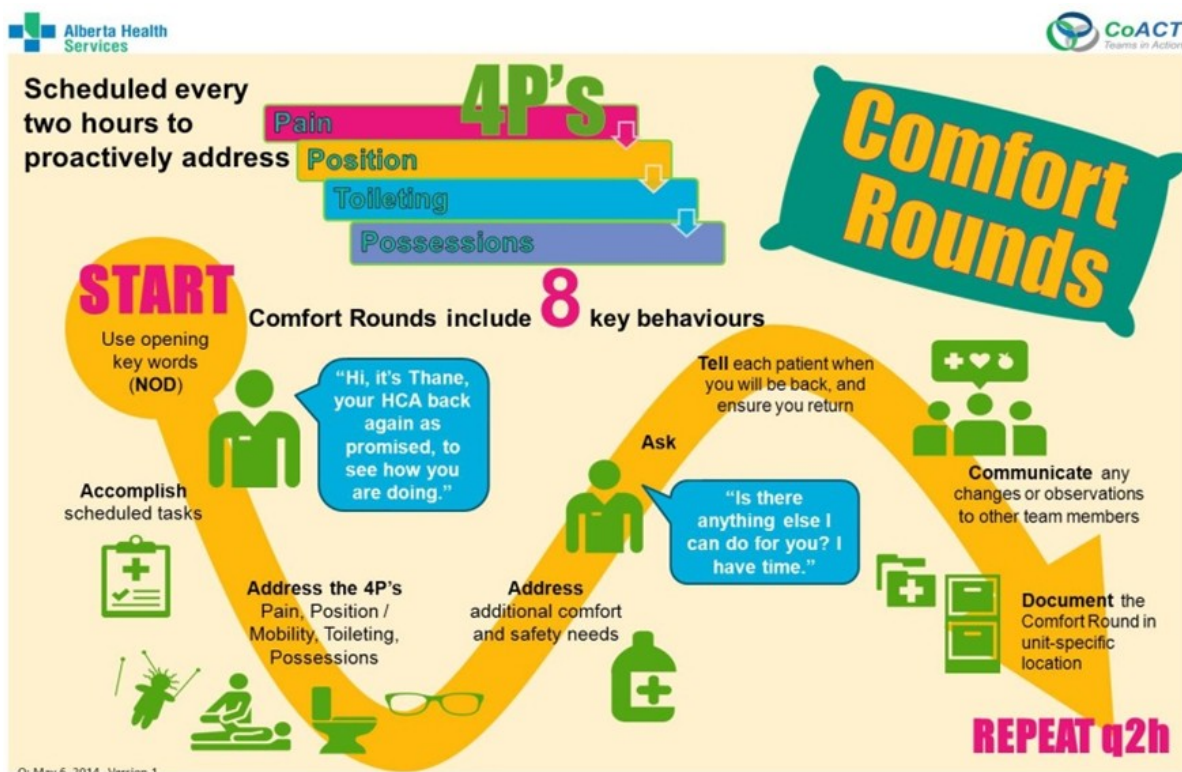 Alberta Health
Services
CoACT
Teams in Action
Scheduled every
two hours to
proactively address
4P's
Pain
Position
Toileting
Possessions
Comfort
Rounds
START
Use opening
key words
(NOD)
Comfort Rounds include 8 key behaviours
"Hi, it's Thane,
your HCA back
again as
promised, to
see how you
are doing."
Accomplish
scheduled tasks
Address the 4P's
Pain, Position /
Mobility, Toileting,
Possessions
Address
additional comfort
and safety needs
Ask
"Is there
anything else I
can do for you? I
have time."
Tell each patient when
you will be back, and
ensure you return
Communicate any
changes or observations
to other team members
Document the
Comfort Round in
unit-specific
location
REPEAT q2h
May 6, 2014, Version 1